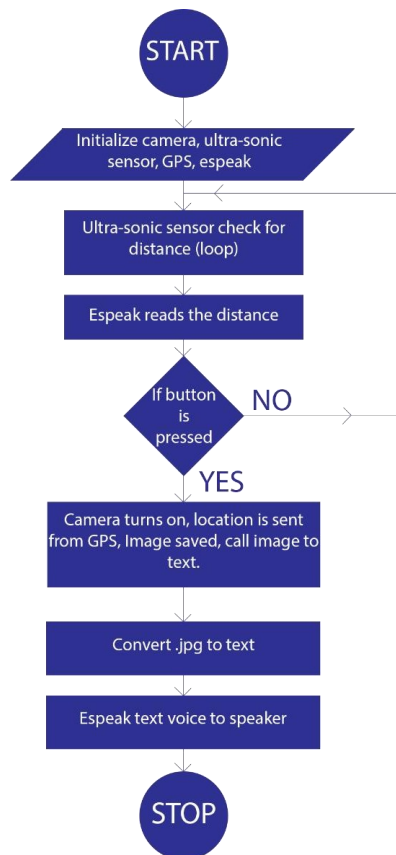 START
Initialize camera, ultra-sonic
sensor, GPS, espeak
Ultra-sonic sensor check for
distance (loop)
Espeak reads the distance
If button
is
pressed
NO
YES
Camera turns on, location is sent
from GPS, Image saved, call image to
text.
Convert .jpg to text
Espeak text voice to speaker
STOP